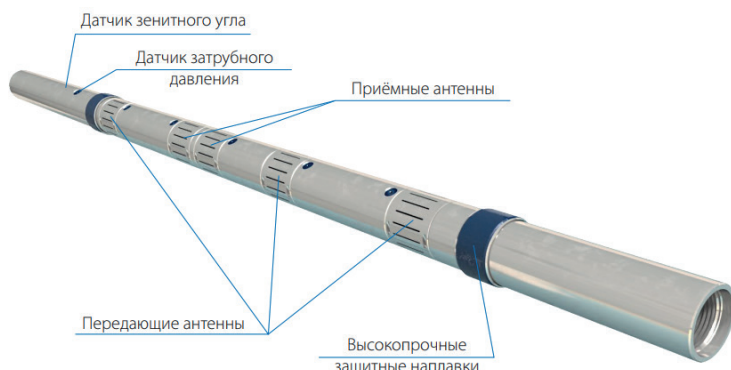 Датчик зенитного угла
Датчик затрубного
давления
Приёмные антенны
Передающие антенны
Высокопрочные
защитные наплавки